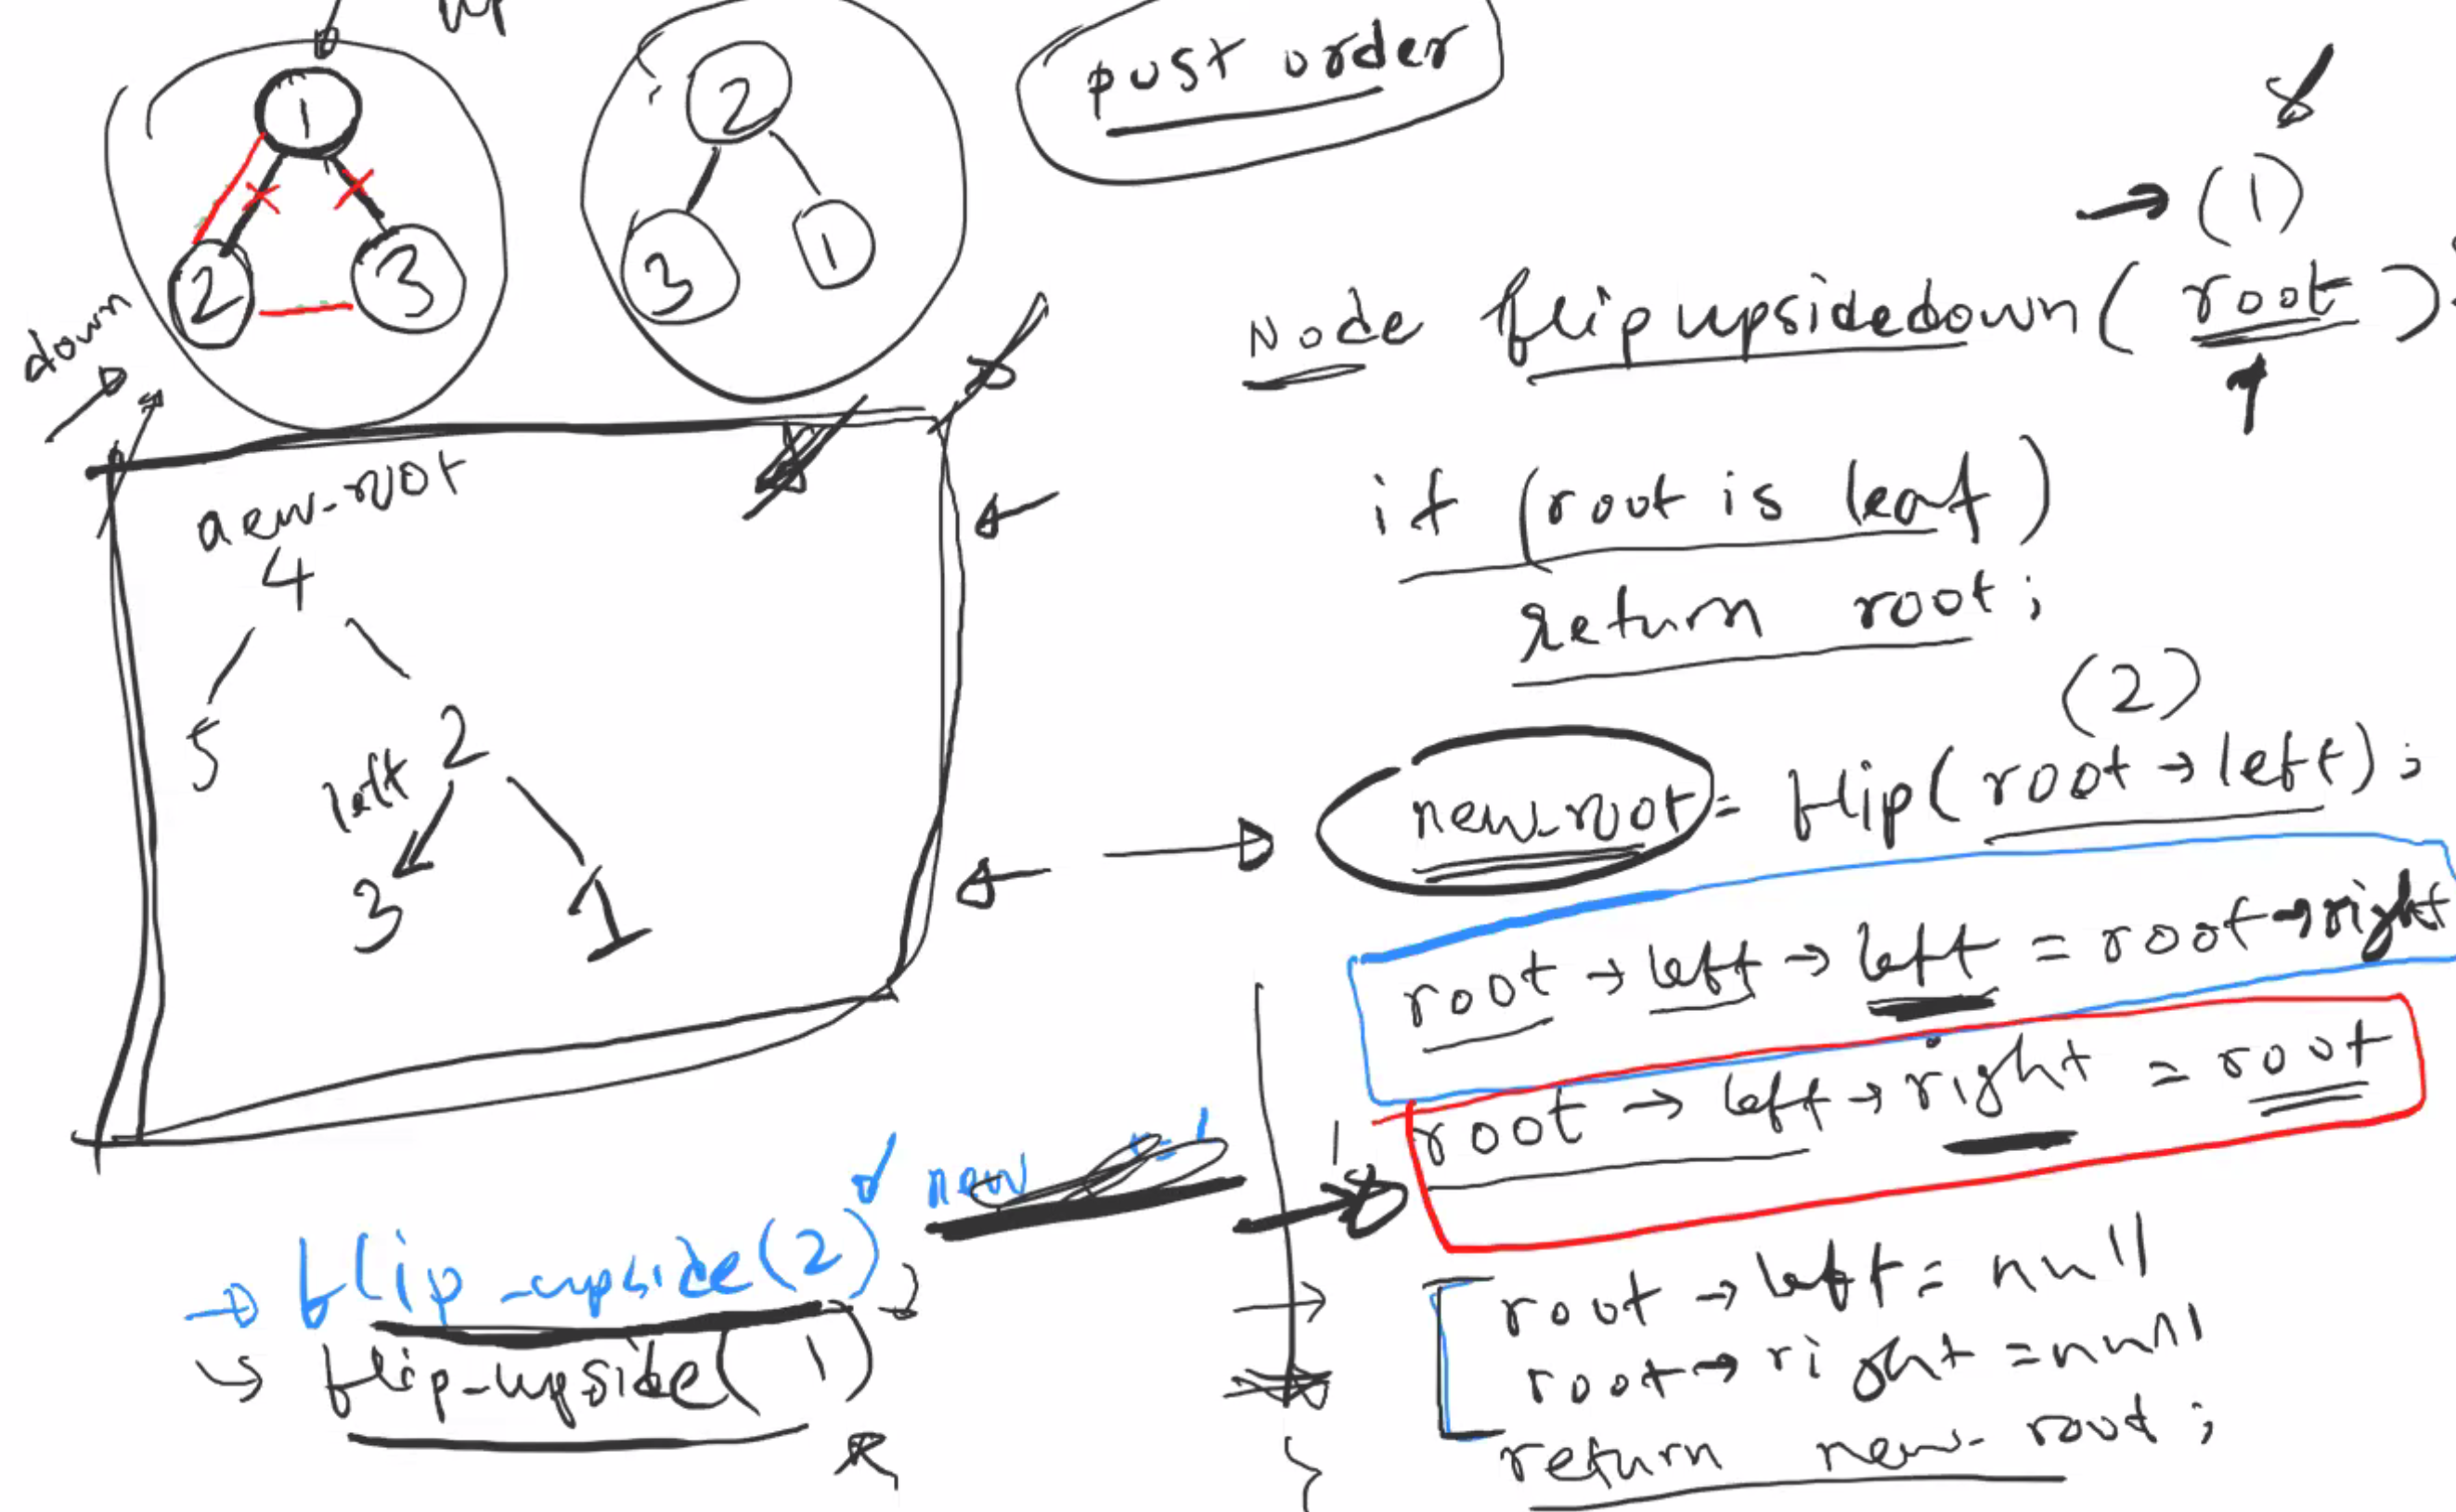 up
1
2 3
2
3 1
down
new-root
4
5 2
left
3 1
post order
(1)
Node flipupsidedown(root)
if (root is leaf)
return root;
(2)
new-root = flip(root → left);
root → left → left = root → right
root → left → right = root
1
root → left = null
root → right = null
return new-root;
}
new
→ flip-upside(2)
→ flip-upside(1)